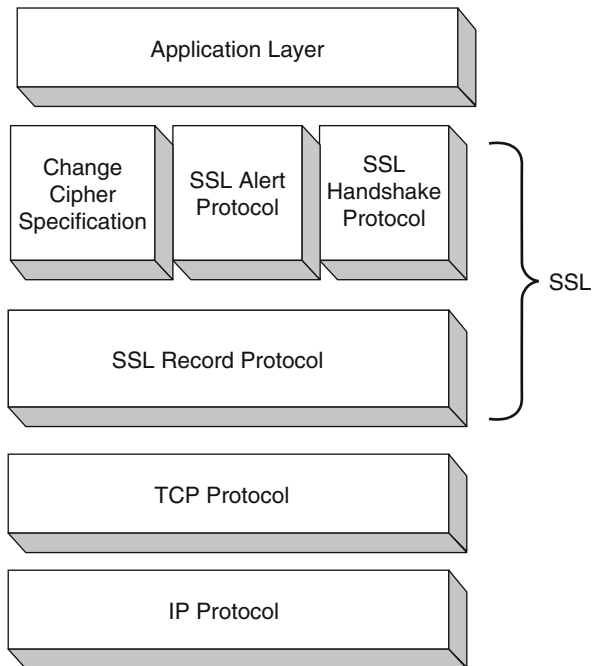 Application Layer
Change
Cipher
Specification
SSL Alert
Protocol
SSL
Handshake
Protocol
SSL
SSL Record Protocol
TCP Protocol
IP Protocol